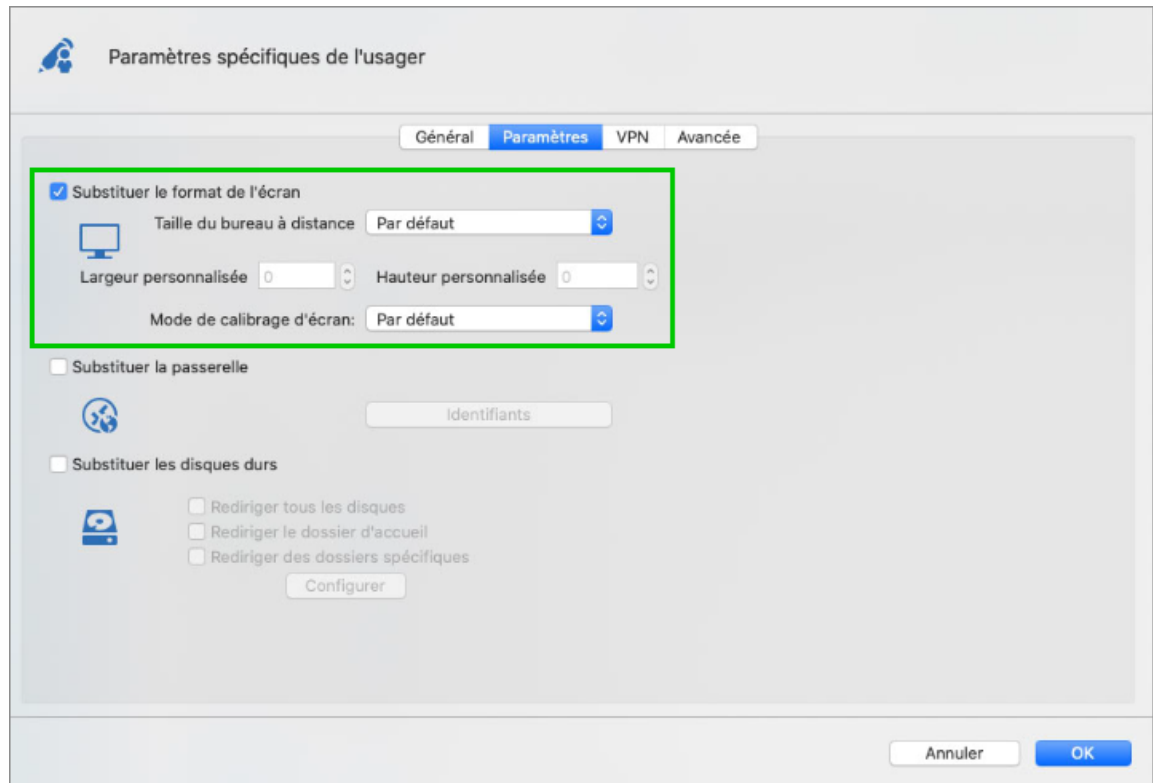 Paramètres spécifiques de l'usager
Général Paramètres VPN Avancée
Substituer le format de l'écran
Taille du bureau à distance Par défaut
Largeur personnalisée 0 Hauteur personnalisée 0
Mode de calibrage d'écran: Par défaut
Substituer la passerelle
Identifiants
Substituer les disques durs
Rediriger tous les disques
Rediriger le dossier d'accueil
Rediriger des dossiers spécifiques
Configurer
Annuler OK